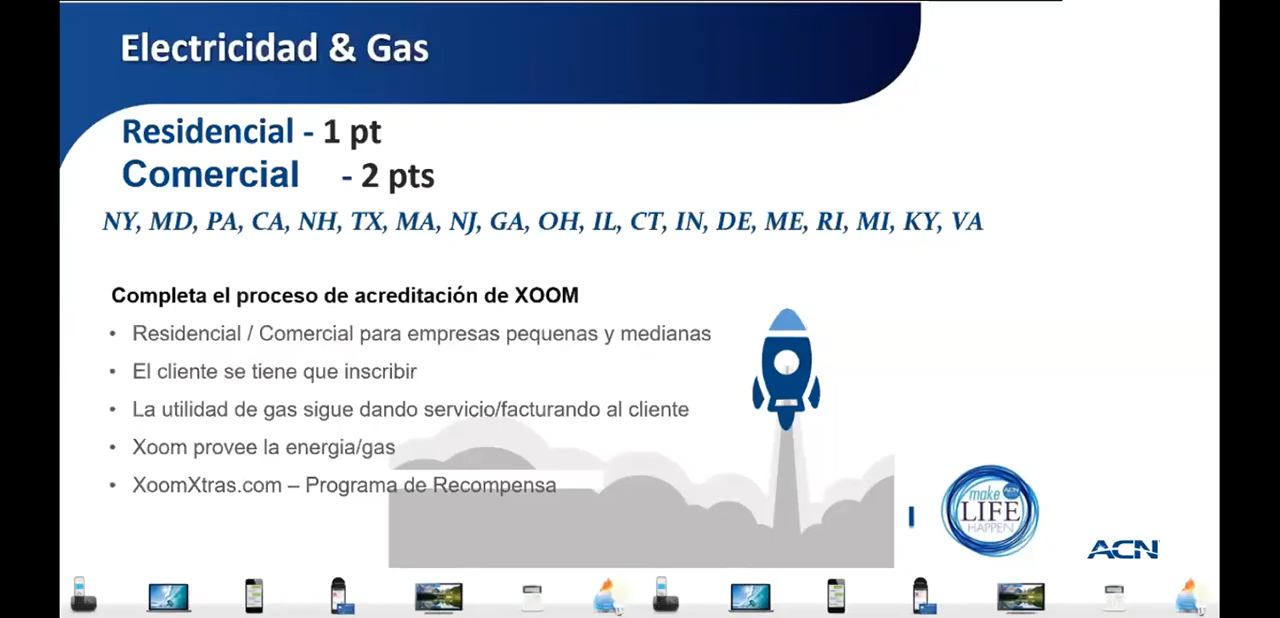 Electricidad & Gas
Residencial - 1 pt
Comercial - 2 pts
NY, MD, PA, CA, NH, TX, MA, NJ, GA, OH, IL, CT, IN, DE, ME, RI, MI, KY, VA
Completa el proceso de acreditación de XOOM
• Residencial / Comercial para empresas pequenas y medianas
• El cliente se tiene que inscribir
• La utilidad de gas sigue dando servicio/facturando al cliente
• Xoom provee la energia/gas
• XoomXtras.com – Programa de Recompensa
make ACN
LIFE
HAPPEN
ACN